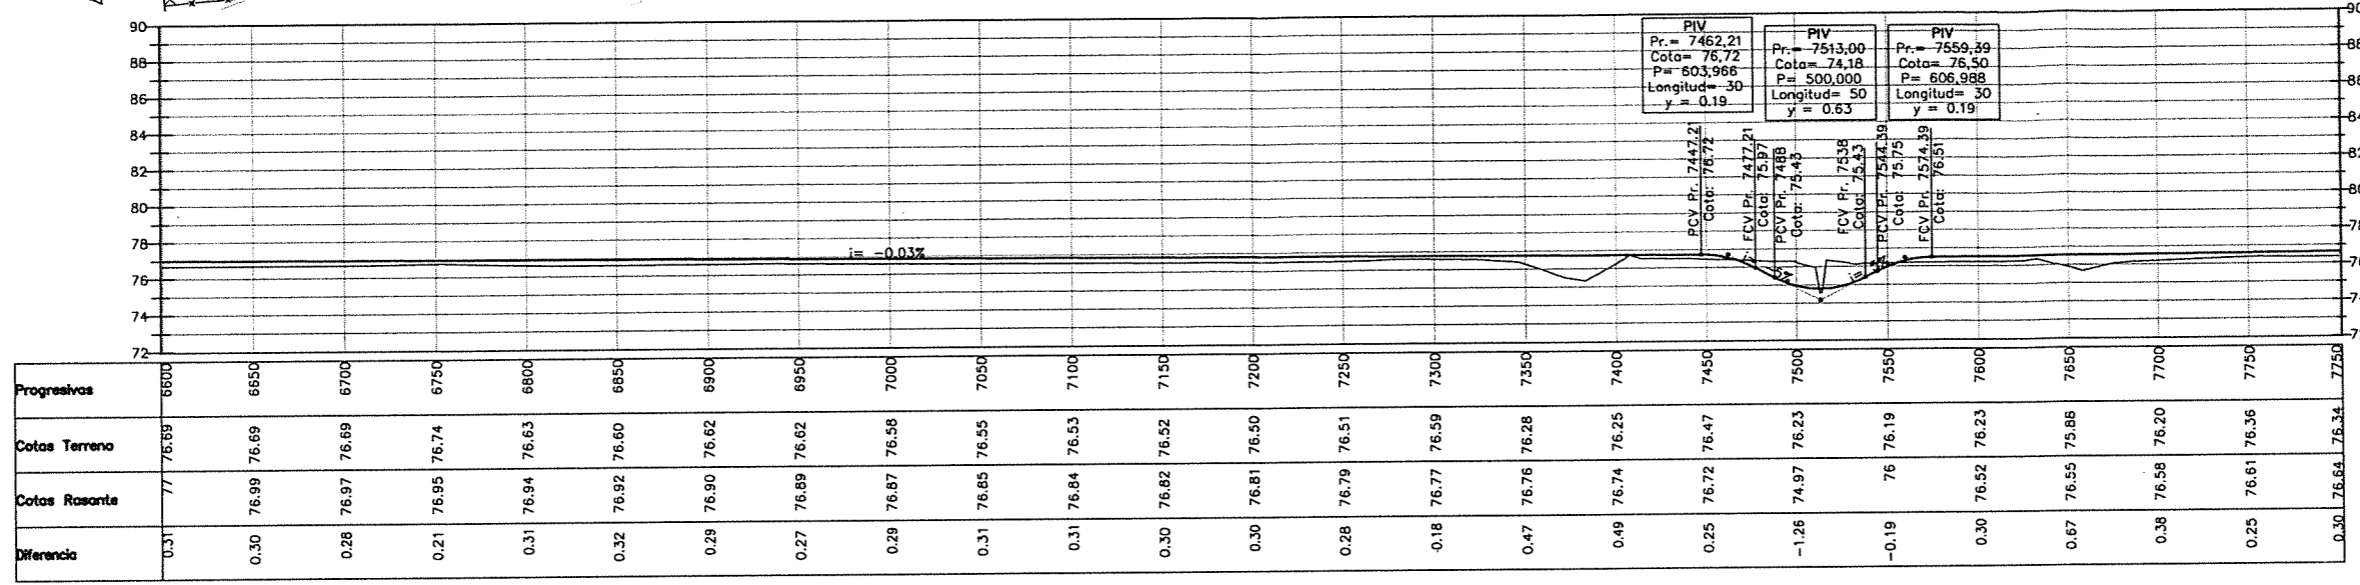 PIV
Pr.= 7462,21
Cota= 76,72
P= 603,966
Longitud= 30
y = 0.19
PIV
Pr.= 7513,00
Cota= 74,18
P= 500,000
Longitud= 50
y = 0.63
PIV
Pr.= 7559,39
Cota= 76,50
P= 606,988
Longitud= 30
y = 0.19
90
88
86
84
82
80
78
76
74
72
PCV Pr. 7447.21
Cota: 76.72
FCV Pr. 7477.21
Cota: 75.97
PCV Pr. 7488
Cota: 75.43
FCV Pr. 7538
Cota: 75.43
PCV Pr. 7544.39
Cota: 75.75
FCV Pr. 7574.39
Cota: 76.51
i= -0.03%
Progresivas 6600 6650 6700 6750 6800 6850 6900 6950 7000 7050 7100 7150 7200 7250 7300 7350 7400 7450 7500 7550 7600 7650 7700 7750 7750
Cotas Terreno 76.69 76.69 76.69 76.74 76.63 76.60 76.62 76.62 76.58 76.55 76.53 76.52 76.50 76.51 76.59 76.28 76.25 76.47 76.23 76.19 76.23 75.88 76.20 76.36 76.34
Cotas Rasante 77 76.99 76.97 76.95 76.94 76.92 76.90 76.89 76.87 76.85 76.84 76.82 76.81 76.79 76.77 76.76 76.74 76.72 74.97 76 76.52 76.55 76.58 76.61 76.64
Diferencia 0.31 0.30 0.28 0.21 0.31 0.32 0.29 0.27 0.29 0.31 0.31 0.30 0.30 0.28 0.18 0.47 0.49 0.25 -1.26 -0.19 0.30 0.67 0.38 0.25 0.30